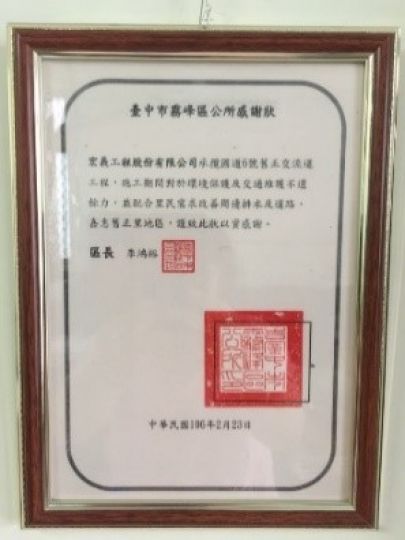 臺中市霧峰區公所感謝狀
宏義工程股份有限公司承攬國道6號舊正交流道
工程，施工期間對於環境保護及交通維護不遺
餘力，並配合里民需求改善周邊排水及道路，
嘉惠舊正里地區，謹致此狀以資感謝。
區長 李鴻
中華民國106年2月23日